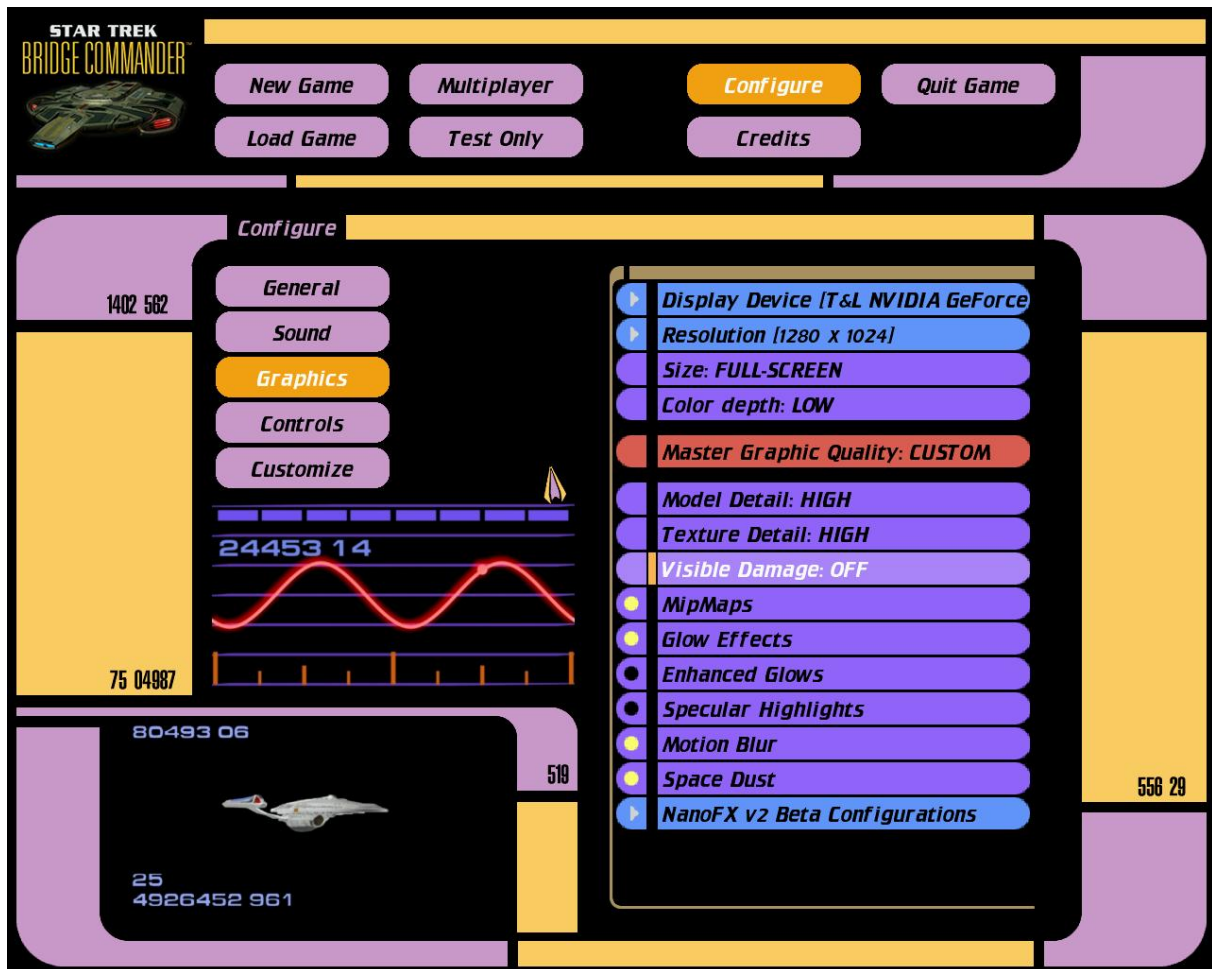 STAR TREK
BRIDGE COMMANDER™
New Game
Multiplayer
Configure
Quit Game
Load Game
Test Only
Credits
Configure
1402 562
General
Sound
Graphics
Controls
Customize
24453 14
75 04987
80493 06
519
25
4926452 961
Display Device [T&L NVIDIA GeForce
Resolution [1280 X 1024]
Size: FULL-SCREEN
Color depth: LOW
Master Graphic Quality: CUSTOM
Model Detail: HIGH
Texture Detail: HIGH
Visible Damage: OFF
MipMaps
Glow Effects
Enhanced Glows
Specular Highlights
Motion Blur
Space Dust
NanoFX v2 Beta Configurations
556 29